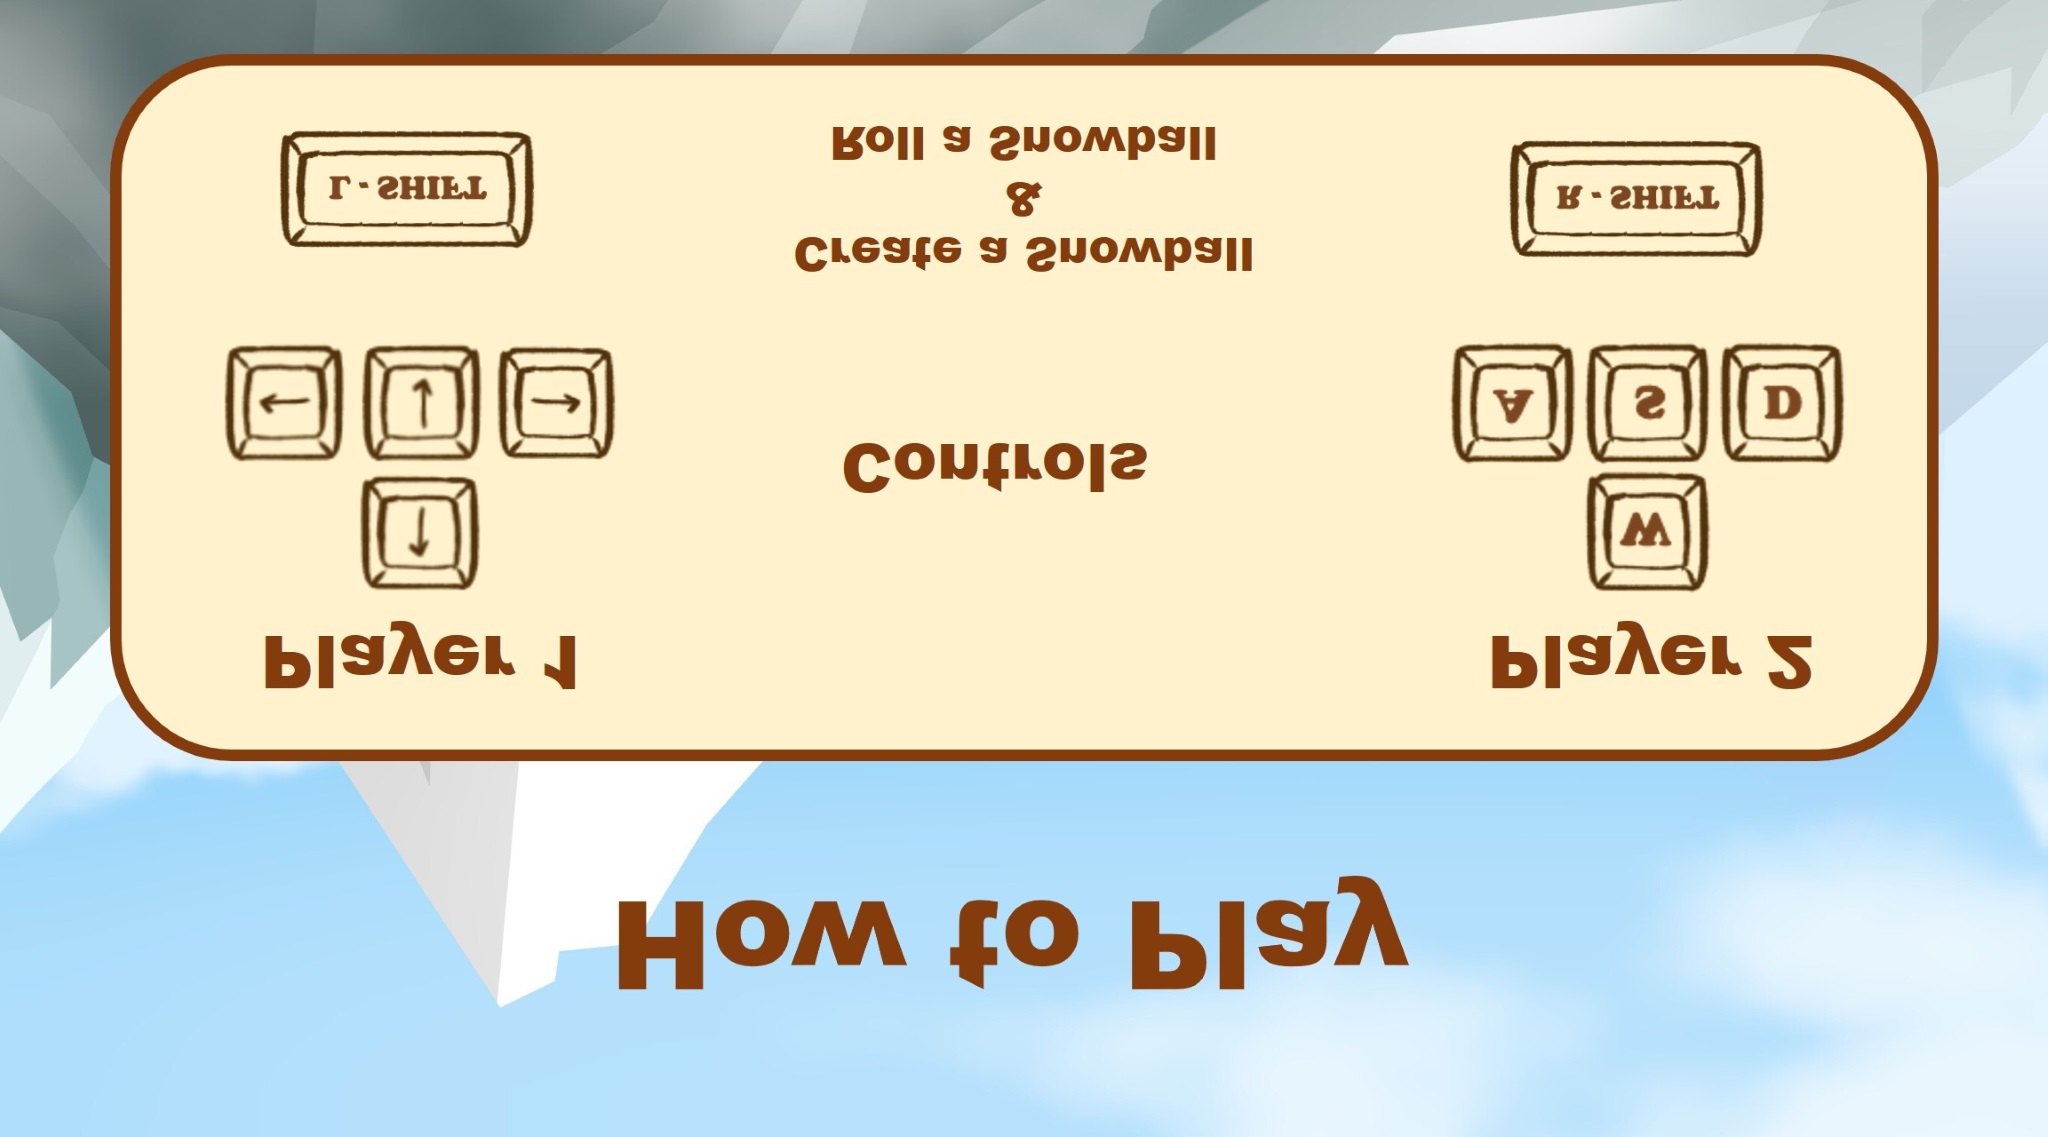 How to Play
Player 1
Player 2
W
A S D
Controls
Create a Snowball
&
Roll a Snowball
L - SHIFT
R - SHIFT